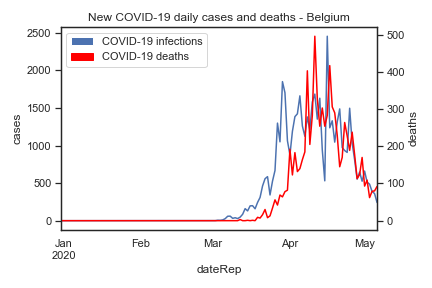 New COVID-19 daily cases and deaths - Belgium
COVID-19 infections
COVID-19 deaths
2500
2000
1500
1000
500
0
cases
500
400
300
200
100
0
deaths
Jan Feb Mar Apr May
2020
dateRep